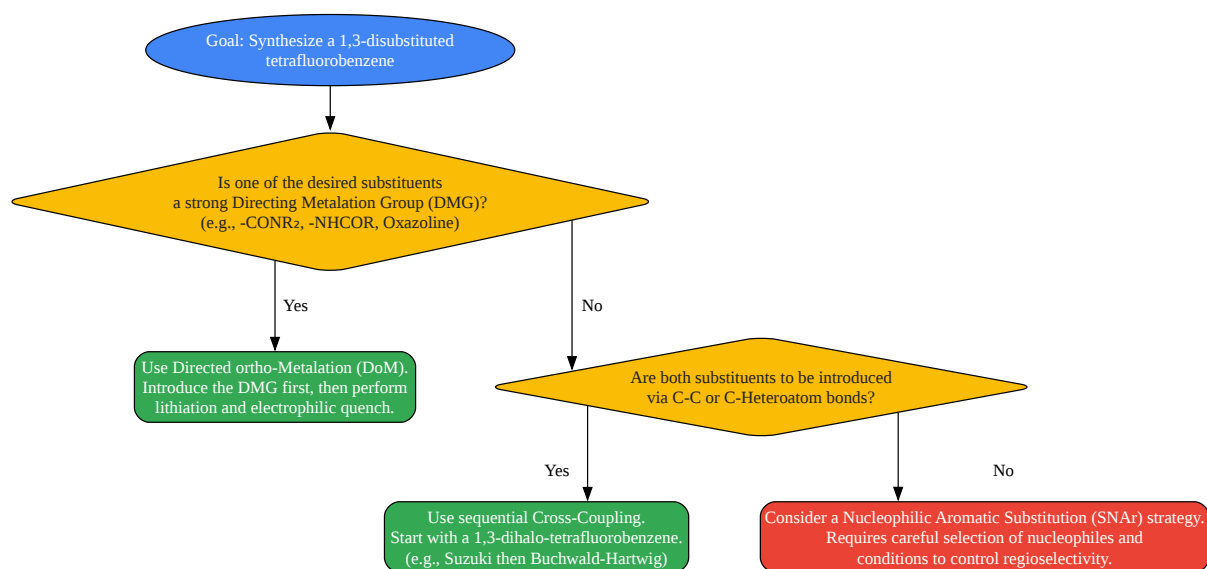 Goal: Synthesize a 1,3-disubstituted
tetrafluorobenzene
Is one of the desired substituents
a strong Directing Metalation Group (DMG)?
(e.g., -CONR₂, -NHCOR, Oxazoline)
Yes
No
Use Directed ortho-Metalation (DoM).
Introduce the DMG first, then perform
lithiation and electrophilic quench.
Are both substituents to be introduced
via C-C or C-Heteroatom bonds?
Yes
No
Use sequential Cross-Coupling.
Start with a 1,3-dihalo-tetrafluorobenzene.
(e.g., Suzuki then Buchwald-Hartwig)
Consider a Nucleophilic Aromatic Substitution (SNAr) strategy.
Requires careful selection of nucleophiles and
conditions to control regioselectivity.